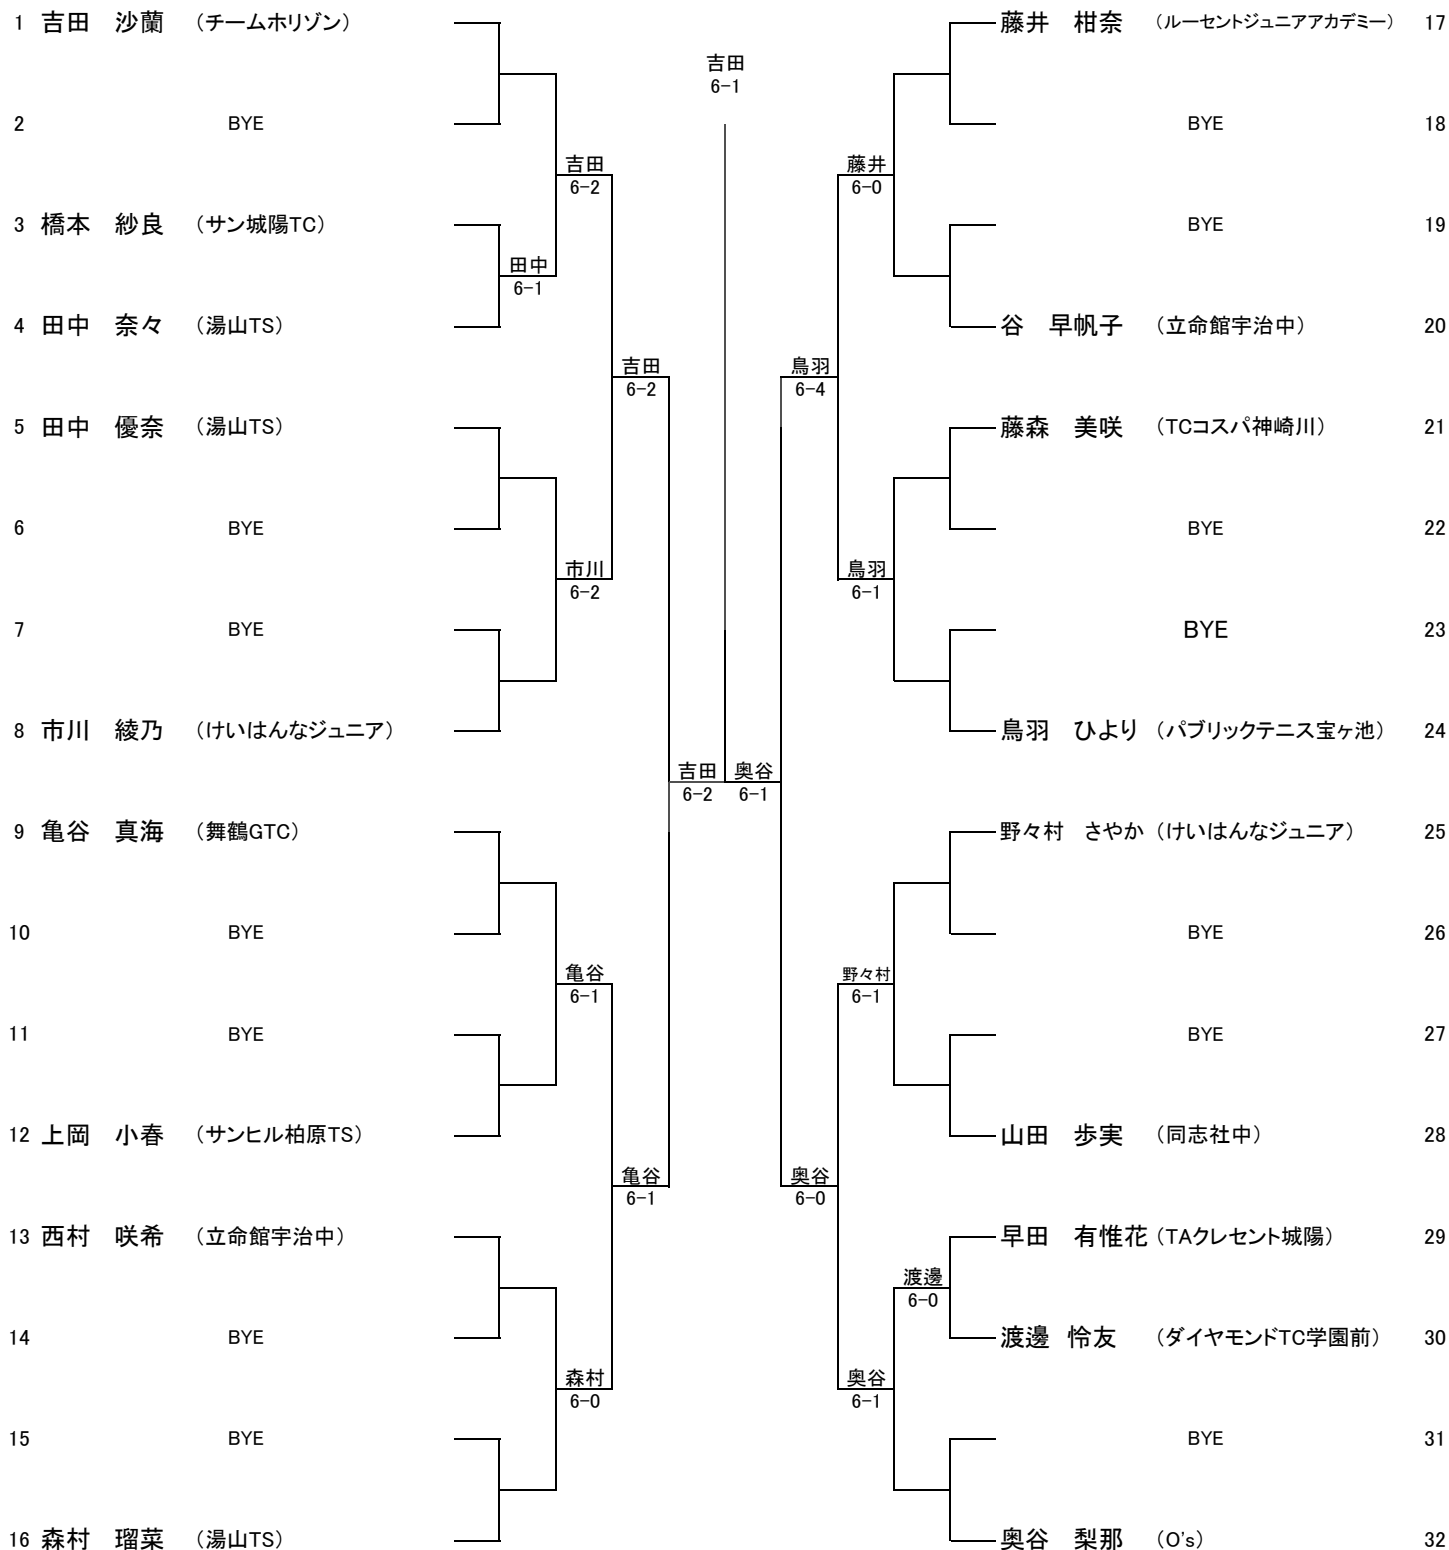 1 吉田 沙蘭 （チームホリゾン）
2 BYE
3 橋本 紗良 （サン城陽TC）
4 田中 奈々 （湯山TS）
5 田中 優奈 （湯山TS）
6 BYE
7 BYE
8 市川 綾乃 （けいはんなジュニア）
9 亀谷 真海 （舞鶴GTC）
10 BYE
11 BYE
12 上岡 小春 （サンヒル柏原TS）
13 西村 咲希 （立命館宇治中）
14 BYE
15 BYE
16 森村 瑠菜 （湯山TS）
田中
6-1
吉田
6-2
市川
6-2
亀谷
6-1
森村
6-0
吉田
6-2
亀谷
6-1
吉田
6-2
吉田
6-1
奥谷
6-1
鳥羽
6-4
奥谷
6-0
藤井
6-0
鳥羽
6-1
野々村
6-1
奥谷
6-1
渡邊
6-0
藤井 柑奈 （ルーセントジュニアアカデミー） 17
BYE 18
BYE 19
谷 早帆子 （立命館宇治中） 20
藤森 美咲 （TCコスパ神崎川） 21
BYE 22
BYE 23
鳥羽 ひより （パブリックテニス宝ヶ池） 24
野々村 さやか （けいはんなジュニア） 25
BYE 26
BYE 27
山田 歩実 （同志社中） 28
早田 有惟花 （TAクレセント城陽） 29
渡邊 怜友 （ダイヤモンドTC学園前） 30
BYE 31
奥谷 梨那 （O's） 32